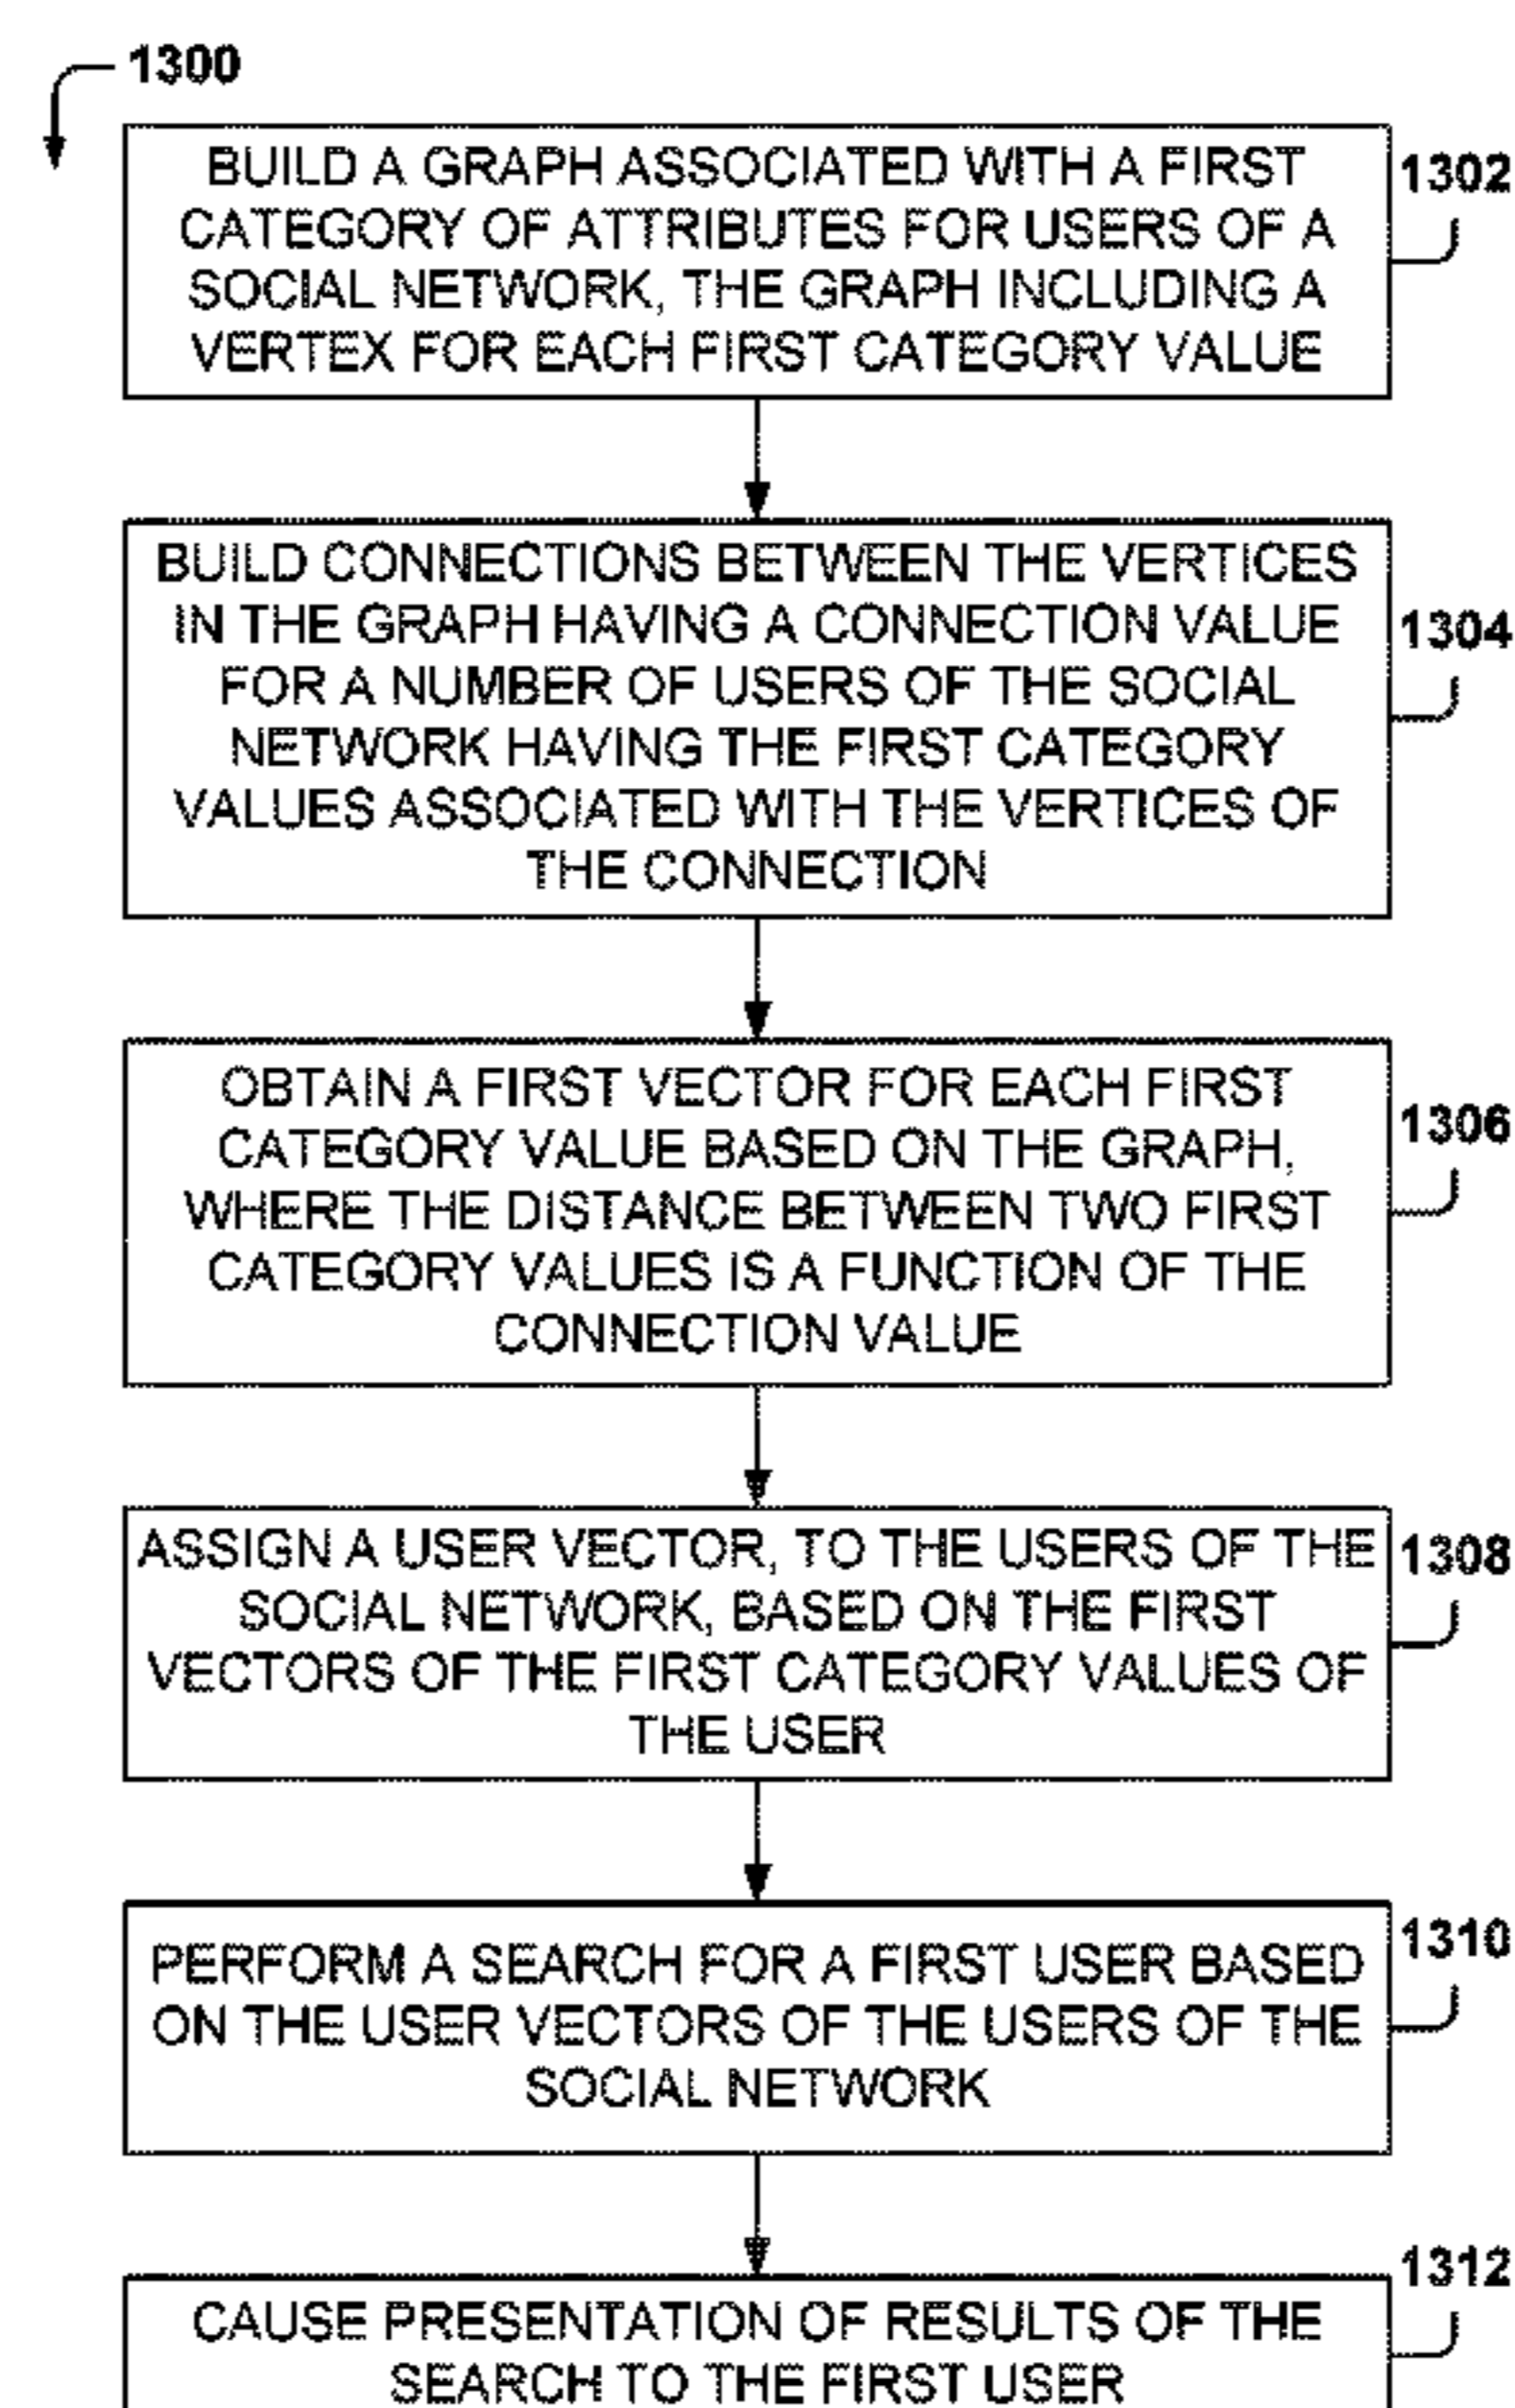 1300
BUILD A GRAPH ASSOCIATED WITH A FIRST
CATEGORY OF ATTRIBUTES FOR USERS OF A
SOCIAL NETWORK, THE GRAPH INCLUDING A
VERTEX FOR EACH FIRST CATEGORY VALUE
1302
BUILD CONNECTIONS BETWEEN THE VERTICES
IN THE GRAPH HAVING A CONNECTION VALUE
FOR A NUMBER OF USERS OF THE SOCIAL
NETWORK HAVING THE FIRST CATEGORY
VALUES ASSOCIATED WITH THE VERTICES OF
THE CONNECTION
1304
OBTAIN A FIRST VECTOR FOR EACH FIRST
CATEGORY VALUE BASED ON THE GRAPH,
WHERE THE DISTANCE BETWEEN TWO FIRST
CATEGORY VALUES IS A FUNCTION OF THE
CONNECTION VALUE
1306
ASSIGN A USER VECTOR, TO THE USERS OF THE
SOCIAL NETWORK, BASED ON THE FIRST
VECTORS OF THE FIRST CATEGORY VALUES OF
THE USER
1308
PERFORM A SEARCH FOR A FIRST USER BASED
ON THE USER VECTORS OF THE USERS OF THE
SOCIAL NETWORK
1310
CAUSE PRESENTATION OF RESULTS OF THE
SEARCH TO THE FIRST USER
1312